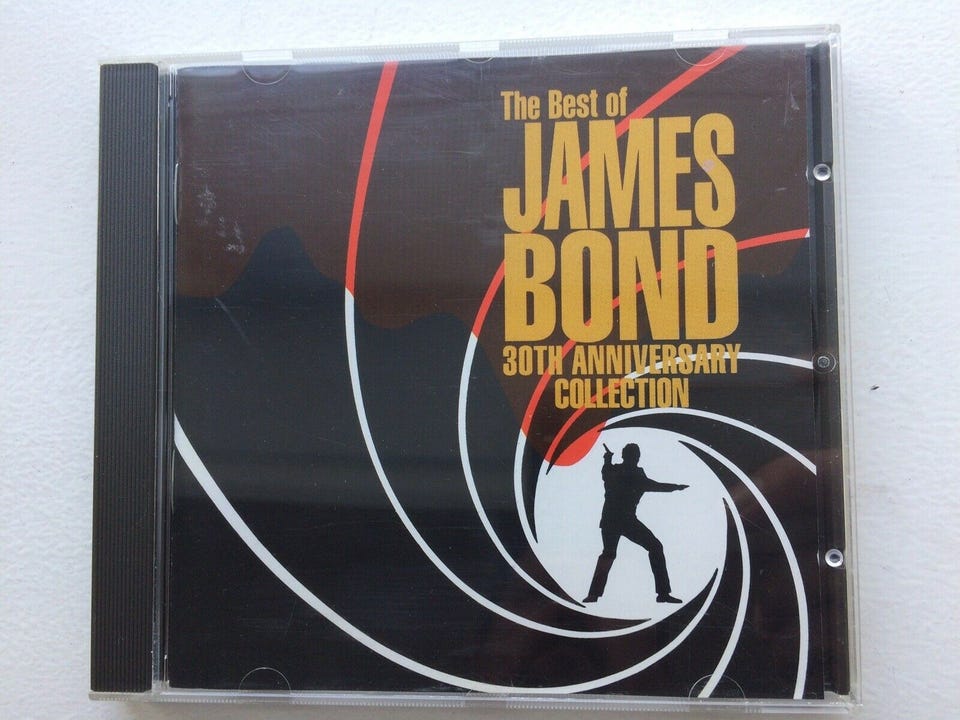 The Best of
JAMES
BOND
30TH ANNIVERSARY
COLLECTION